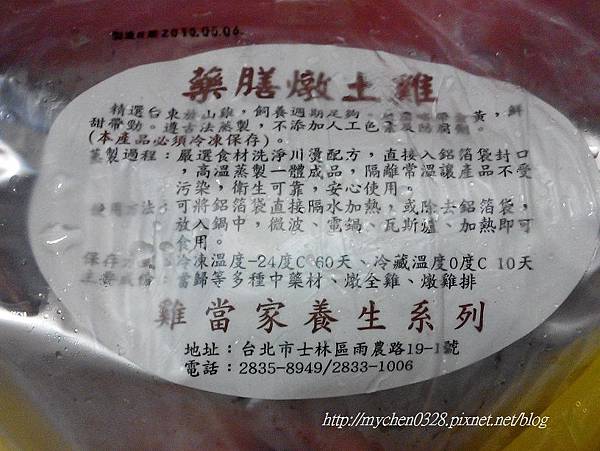 製造日期 2010.05.06.
藥膳燉土雞
精選台東放山雞，飼養週期足夠，黃，鮮
甜帶勁。遵古法蒸製，不添加人工色素及防腐劑。
(本產品必須冷凍保存)。
蒸製過程：嚴選食材洗淨川燙配方，直接入鋁箔袋封口
，高溫蒸製一體成品，隔離常溫讓產品不受
污染，衛生可靠，安心使用。
使用方法：可將鋁箔袋直接隔水加熱，或除去鋁箔袋，
放入鍋中，微波、電鍋、瓦斯爐、加熱即可
食用。
保存方式：冷凍溫度-24度C 60天、冷藏溫度0度C 10天
主要成份：當歸等多種中藥材、燉全雞、燉雞排
雞當家養生系列
地址：台北市士林區雨農路19-1號
電話：2835-8949/2833-1006
http://mychen0328.pixnet.net/blog